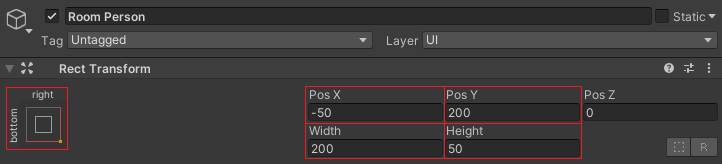 Room Person
Static
Tag Untagged Layer UI
Rect Transform
right
bottom
Pos X Pos Y Pos Z
-50 200 0
Width Height
200 50
R